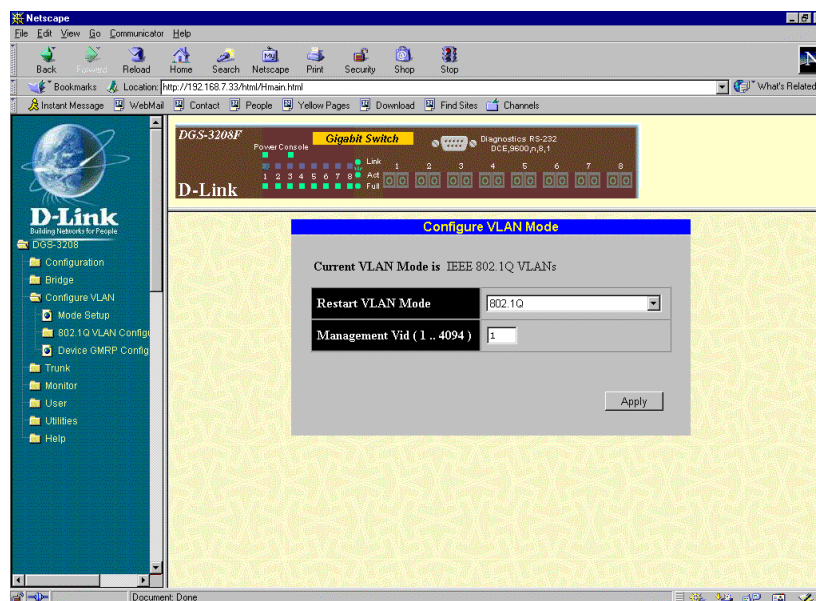 Netscape
File Edit View Go Communicator Help
Back Forward Reload Home Search Netscape Print Security Shop Stop
Bookmarks Location: http://192.168.7.33/html/Hmain.html What's Related
Instant Message WebMail Contact People Yellow Pages Download Find Sites Channels
DGS-3208F
Gigabit Switch
Diagnostics RS-232
DCE,9600,n,8,1
Power Console
Link
1 2 3 4 5 6 7 8 Act
Full
1 2 3 4 5 6 7 8
D-Link
D-Link
Building Networks for People
DGS-3208
Configuration
Bridge
Configure VLAN
Mode Setup
802.1Q VLAN Configu
Device GMRP Config
Trunk
Monitor
User
Utilities
Help
Configure VLAN Mode
Current VLAN Mode is IEEE 802.1Q VLANs
Restart VLAN Mode 802.1Q
Management Vid ( 1 .. 4094 ) 1
Apply
Document: Done